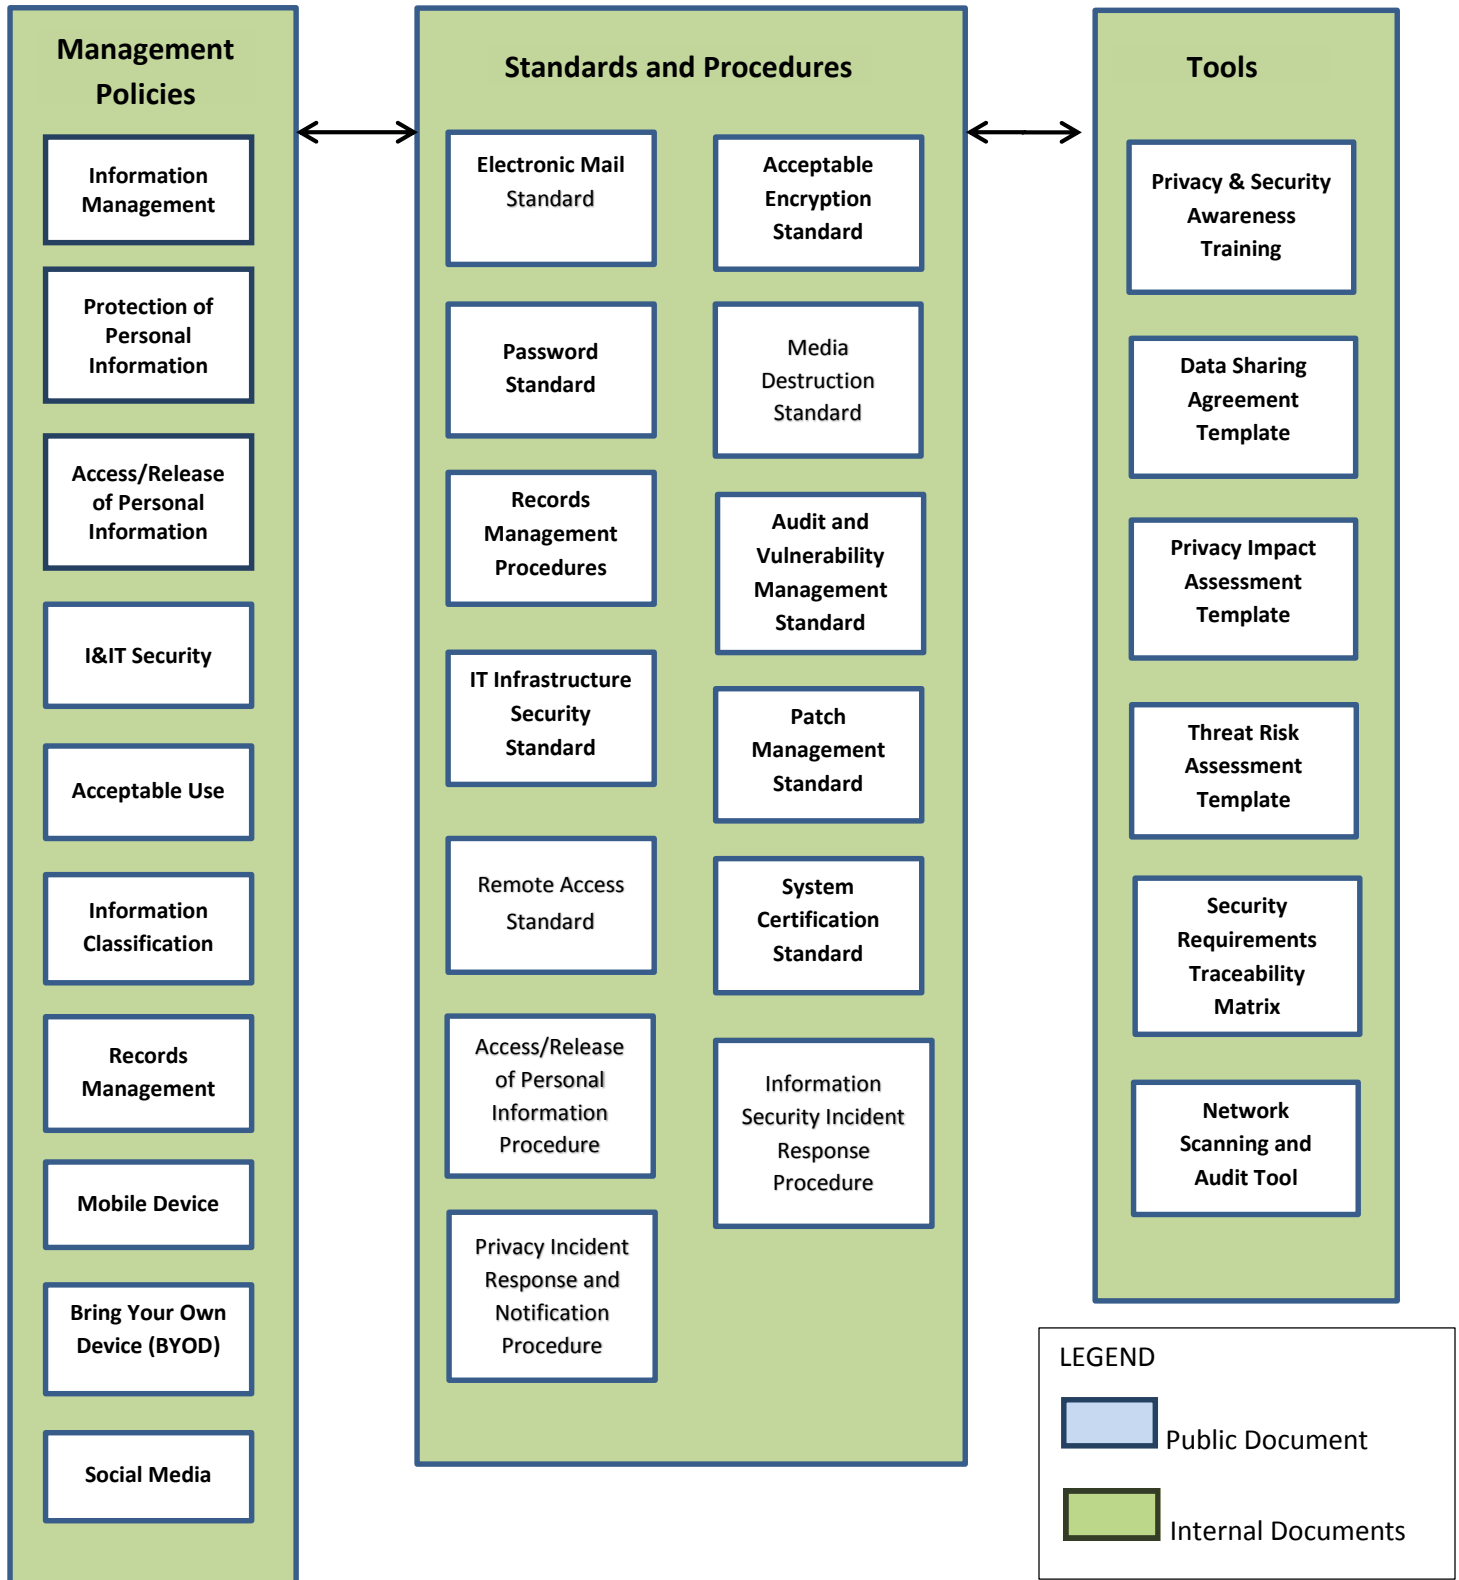 Management
Policies
Information
Management
Protection of
Personal
Information
Access/Release
of Personal
Information
I&IT Security
Acceptable Use
Information
Classification
Records
Management
Mobile Device
Bring Your Own
Device (BYOD)
Social Media
Standards and Procedures
Electronic Mail
Standard
Password
Standard
Records
Management
Procedures
IT Infrastructure
Security
Standard
Remote Access
Standard
Access/Release
of Personal
Information
Procedure
Privacy Incident
Response and
Notification
Procedure
Acceptable
Encryption
Standard
Media
Destruction
Standard
Audit and
Vulnerability
Management
Standard
Patch
Management
Standard
System
Certification
Standard
Information
Security Incident
Response
Procedure
Tools
Privacy & Security
Awareness
Training
Data Sharing
Agreement
Template
Privacy Impact
Assessment
Template
Threat Risk
Assessment
Template
Security
Requirements
Traceability
Matrix
Network
Scanning and
Audit Tool
LEGEND
Public Document
Internal Documents